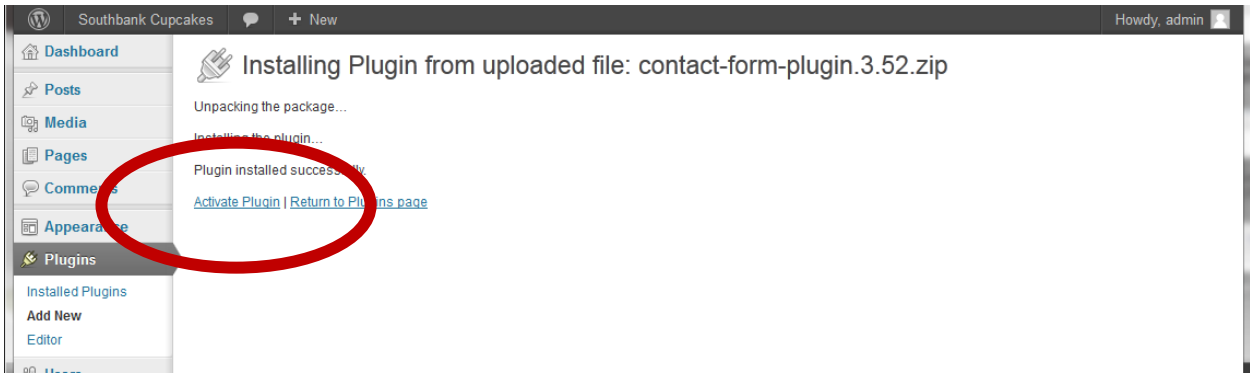 Southbank Cupcakes + New Howdy, admin
Dashboard
Posts
Media
Pages
Comments
Appearance
Plugins
Installed Plugins
Add New
Editor
Installing Plugin from uploaded file: contact-form-plugin.3.52.zip
Unpacking the package…
Installing the plugin…
Plugin installed successfully.
Activate Plugin | Return to Plugins page